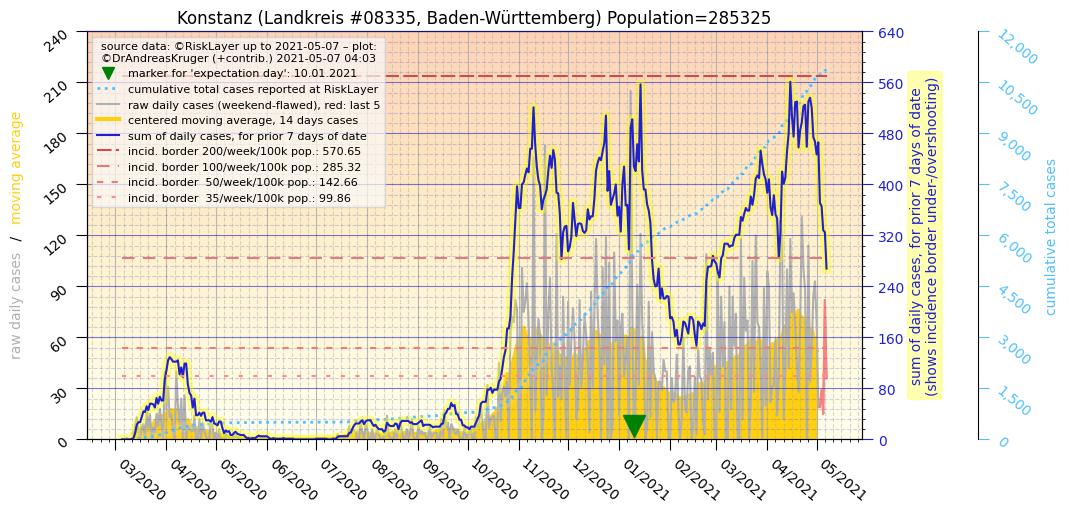 Konstanz (Landkreis #08335, Baden-Württemberg) Population=285325
source data: ©RiskLayer up to 2021-05-07 – plot:
©DrAndreasKruger (+contrib.) 2021-05-07 04:03
marker for 'expectation day': 10.01.2021
cumulative total cases reported at RiskLayer
raw daily cases (weekend-flawed), red: last 5
centered moving average, 14 days cases
sum of daily cases, for prior 7 days of date
incid. border 200/week/100k pop.: 570.65
incid. border 100/week/100k pop.: 285.32
incid. border  50/week/100k pop.: 142.66
incid. border  35/week/100k pop.: 99.86
raw daily cases  /  moving average
240
210
180
150
120
90
60
30
0
03/2020
04/2020
05/2020
06/2020
07/2020
08/2020
09/2020
10/2020
11/2020
12/2020
01/2021
02/2021
03/2021
04/2021
05/2021
640
560
480
400
320
240
160
80
0
sum of daily cases, for prior 7 days of date
(shows incidence border under-/overshooting)
12,000
10,500
9,000
7,500
6,000
4,500
3,000
1,500
0
cumulative total cases